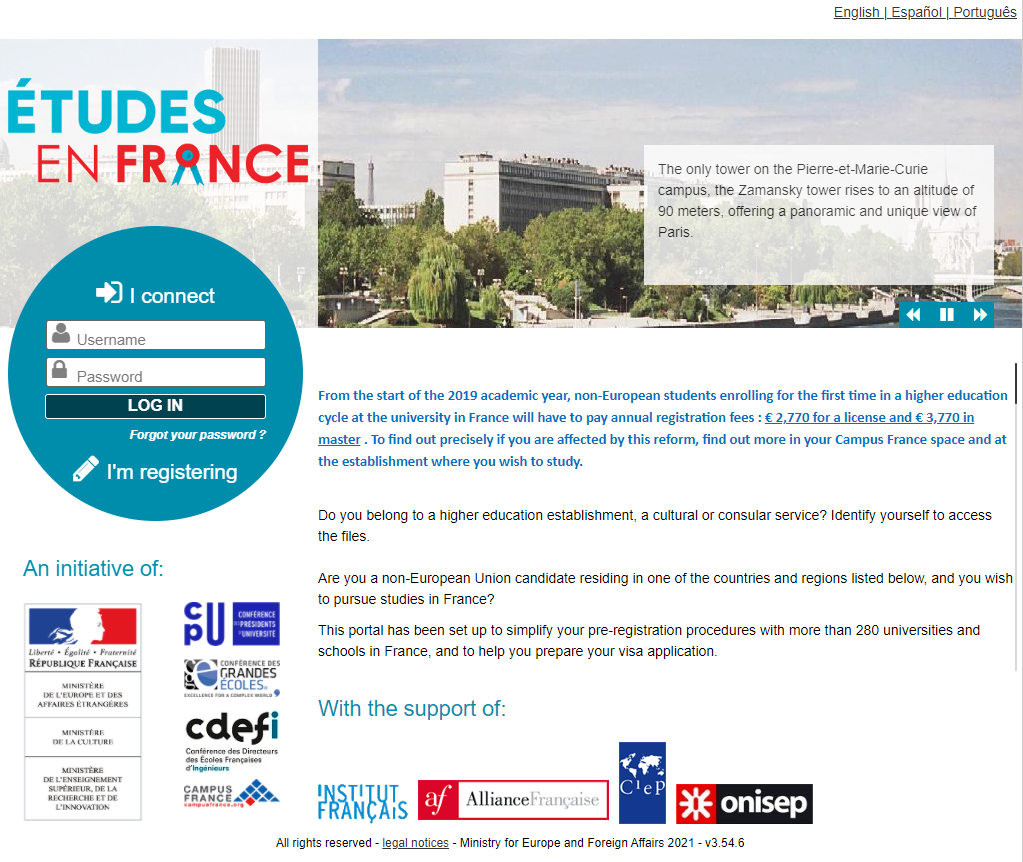 English | Español | Português
ÉTUDES
EN FRANCE
The only tower on the Pierre-et-Marie-Curie
campus, the Zamansky tower rises to an altitude of
90 meters, offering a panoramic and unique view of
Paris.
I connect
Username
Password
LOG IN
Forgot your password ?
I'm registering
From the start of the 2019 academic year, non-European students enrolling for the first time in a higher education
cycle at the university in France will have to pay annual registration fees : € 2,770 for a license and € 3,770 in
master . To find out precisely if you are affected by this reform, find out more in your Campus France space and at
the establishment where you wish to study.
Do you belong to a higher education establishment, a cultural or consular service? Identify yourself to access
the files.
Are you a non-European Union candidate residing in one of the countries and regions listed below, and you wish
to pursue studies in France?
This portal has been set up to simplify your pre-registration procedures with more than 280 universities and
schools in France, and to help you prepare your visa application.
An initiative of:
Liberté • Égalité • Fraternité
RÉPUBLIQUE FRANÇAISE
MINISTÈRE
DE L'EUROPE ET DES
AFFAIRES ÉTRANGÈRES
MINISTÈRE
DE LA CULTURE
MINISTÈRE
DE L'ENSEIGNEMENT
SUPÉRIEUR, DE LA
RECHERCHE ET DE
L'INNOVATION
cpu
CONFÉRENCE
DES PRÉSIDENTS
D'UNIVERSITÉ
CONFÉRENCE DES
GRANDES
ÉCOLES
EXCELLENCE FOR A COMPLEX WORLD
cdefi
Conférence des Directeurs
des Écoles Françaises
d'Ingénieurs
CAMPUS
FRANCE
campusfrance.org
With the support of:
INSTITUT
FRANÇAIS
af AllianceFrançaise
CIEP
onisep
All rights reserved - legal notices - Ministry for Europe and Foreign Affairs 2021 - v3.54.6